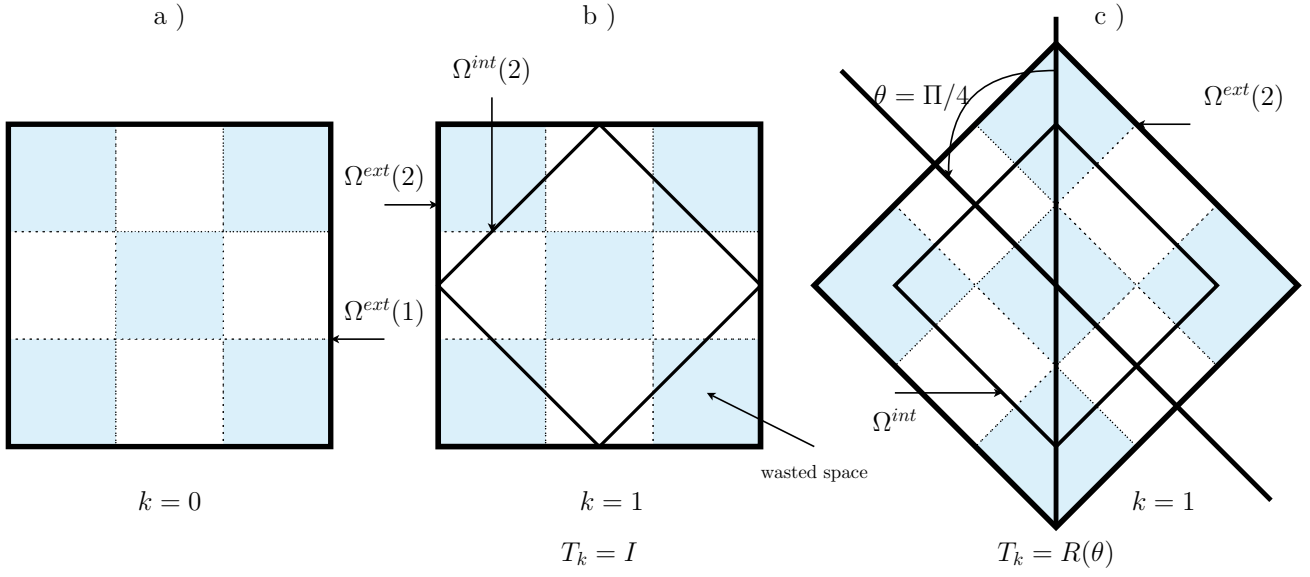 a )
b )
c )
Ω^{int}(2)
θ = Π/4
Ω^{ext}(2)
Ω^{ext}(2)
Ω^{ext}(1)
Ω^{int}
wasted space
k = 0
k = 1
k = 1
T_k = I
T_k = R(θ)